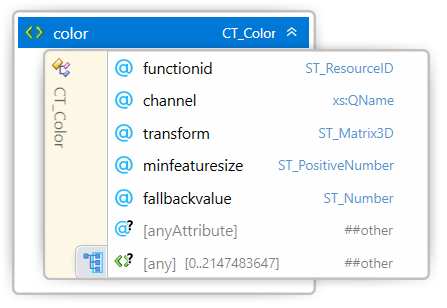 color CT_Color
CT_Color
@ functionid ST_ResourceID
@ channel xs:QName
@ transform ST_Matrix3D
@ minfeaturesize ST_PositiveNumber
@ fallbackvalue ST_Number
@? [anyAttribute] ##other
<>? [any] [0..2147483647] ##other